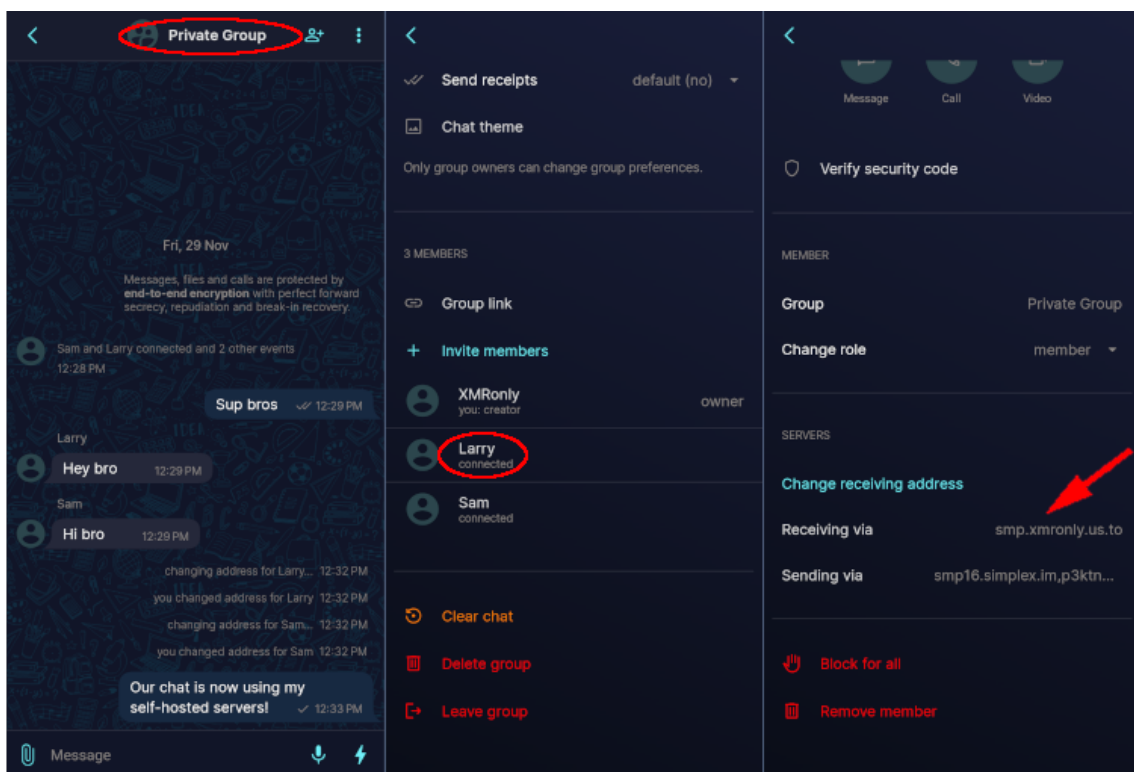 Private Group
Fri, 29 Nov
Messages, files and calls are protected by
end-to-end encryption with perfect forward
secrecy, repudiation and break-in recovery.
Sam and Larry connected and 2 other events
12:28 PM
Sup bros 12:29 PM
Larry
Hey bro 12:29 PM
Sam
Hi bro 12:29 PM
changing address for Larry... 12:32 PM
you changed address for Larry 12:32 PM
changing address for Sam... 12:32 PM
you changed address for Sam 12:32 PM
Our chat is now using my
self-hosted servers! 12:33 PM
Message
Send receipts default (no)
Chat theme
Only group owners can change group preferences.
3 MEMBERS
Group link
Invite members
XMRonly
you: creator
owner
Larry
connected
Sam
connected
Clear chat
Delete group
Leave group
Message Call Video
Verify security code
MEMBER
Group Private Group
Change role member
SERVERS
Change receiving address
Receiving via smp.xmronly.us.to
Sending via smp16.simplex.im,p3ktn...
Block for all
Remove member